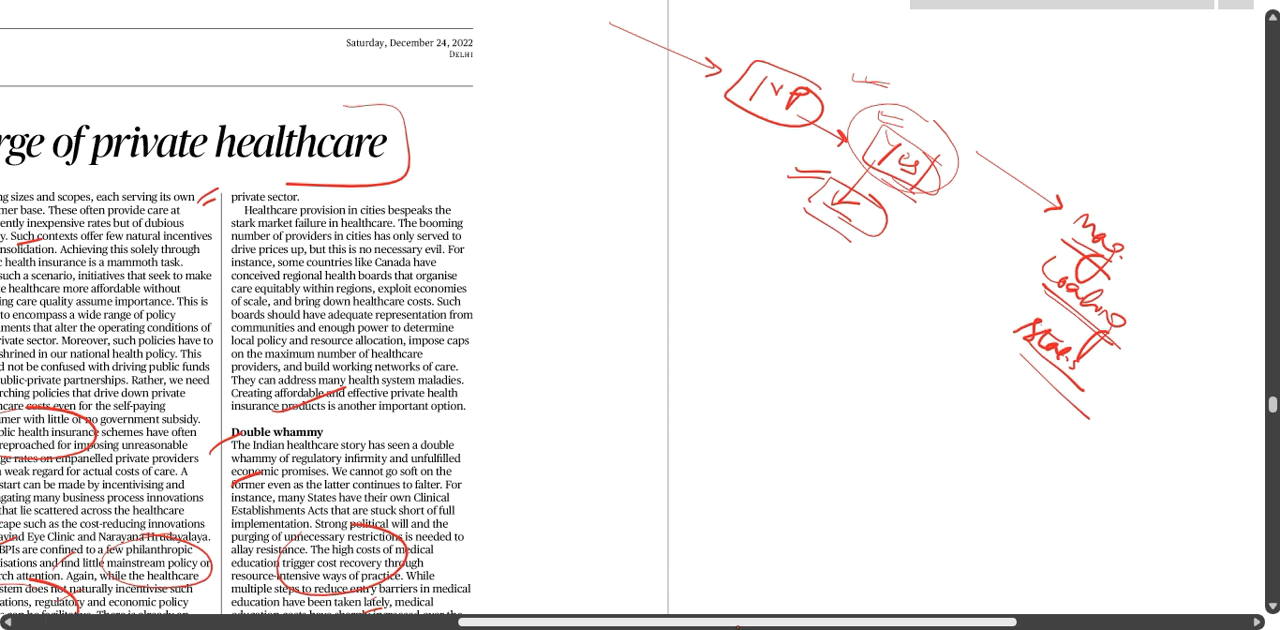 Saturday, December 24, 2022
DELHI
rge of private healthcare
ng sizes and scopes, each serving its own
mer base. These often provide care at
ently inexpensive rates but of dubious
y. Such contexts offer few natural incentives
nsolidation. Achieving this solely through
c health insurance is a mammoth task.
such a scenario, initiatives that seek to make
e healthcare more affordable without
ing care quality assume importance. This is
to encompass a wide range of policy
ments that alter the operating conditions of
rivate sector. Moreover, such policies have to
shrined in our national health policy. This
d not be confused with driving public funds
ublic-private partnerships. Rather, we need
rching policies that drive down private
hcare costs even for the self-paying
mer with little or no government subsidy.
blic health insurance schemes have often
reproached for imposing unreasonable
ge rates on empanelled private providers
a weak regard for actual costs of care. A
start can be made by incentivising and
gating many business process innovations
that lie scattered across the healthcare
cape such as the cost-reducing innovations
avind Eye Clinic and Narayana Hrudayalaya.
BPIs are confined to a few philanthropic
isations and find little mainstream policy or
rch attention. Again, while the healthcare
stem does not naturally incentivise such
ations, regulatory and economic policy
private sector.
Healthcare provision in cities bespeaks the
stark market failure in healthcare. The booming
number of providers in cities has only served to
drive prices up, but this is no necessary evil. For
instance, some countries like Canada have
conceived regional health boards that organise
care equitably within regions, exploit economies
of scale, and bring down healthcare costs. Such
boards should have adequate representation from
communities and enough power to determine
local policy and resource allocation, impose caps
on the maximum number of healthcare
providers, and build working networks of care.
They can address many health system maladies.
Creating affordable and effective private health
insurance products is another important option.
Double whammy
The Indian healthcare story has seen a double
whammy of regulatory infirmity and unfulfilled
economic promises. We cannot go soft on the
former even as the latter continues to falter. For
instance, many States have their own Clinical
Establishments Acts that are stuck short of full
implementation. Strong political will and the
purging of unnecessary restrictions is needed to
allay resistance. The high costs of medical
education trigger cost recovery through
resource-intensive ways of practice. While
multiple steps to reduce entry barriers in medical
education have been taken lately, medical
Yes